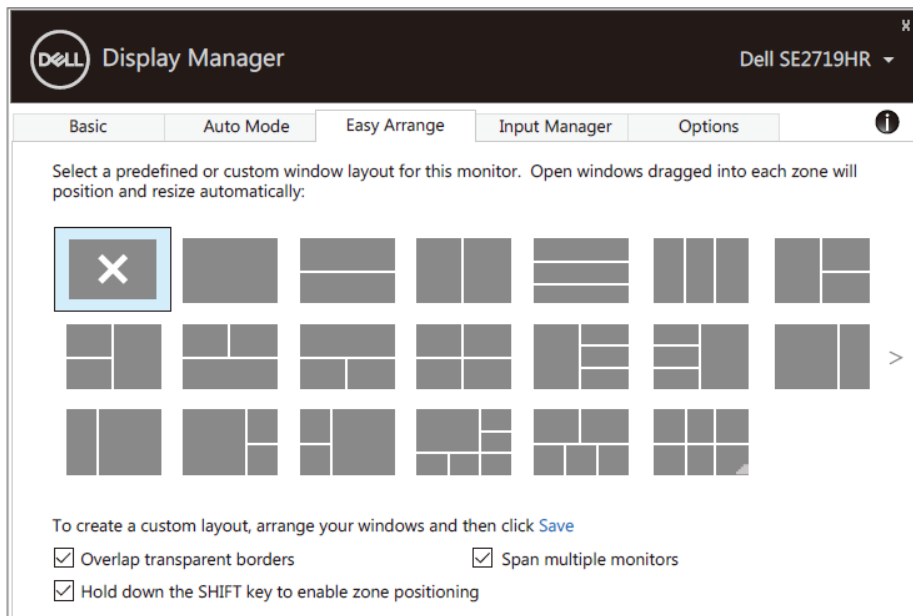 DELL
Display Manager
Dell SE2719HR
Basic
Auto Mode
Easy Arrange
Input Manager
Options
Select a predefined or custom window layout for this monitor. Open windows dragged into each zone will
position and resize automatically:
To create a custom layout, arrange your windows and then click Save
Overlap transparent borders
Span multiple monitors
Hold down the SHIFT key to enable zone positioning